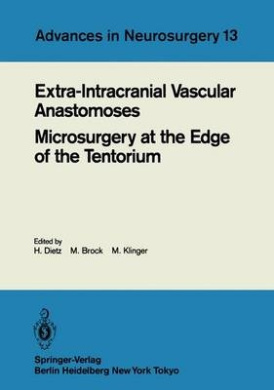 Advances in Neurosurgery 13
Extra-Intracranial Vascular
Anastomoses
Microsurgery at the Edge
of the Tentorium
Edited by
H. Dietz M. Brock M. Klinger
Springer-Verlag
Berlin Heidelberg New York Tokyo